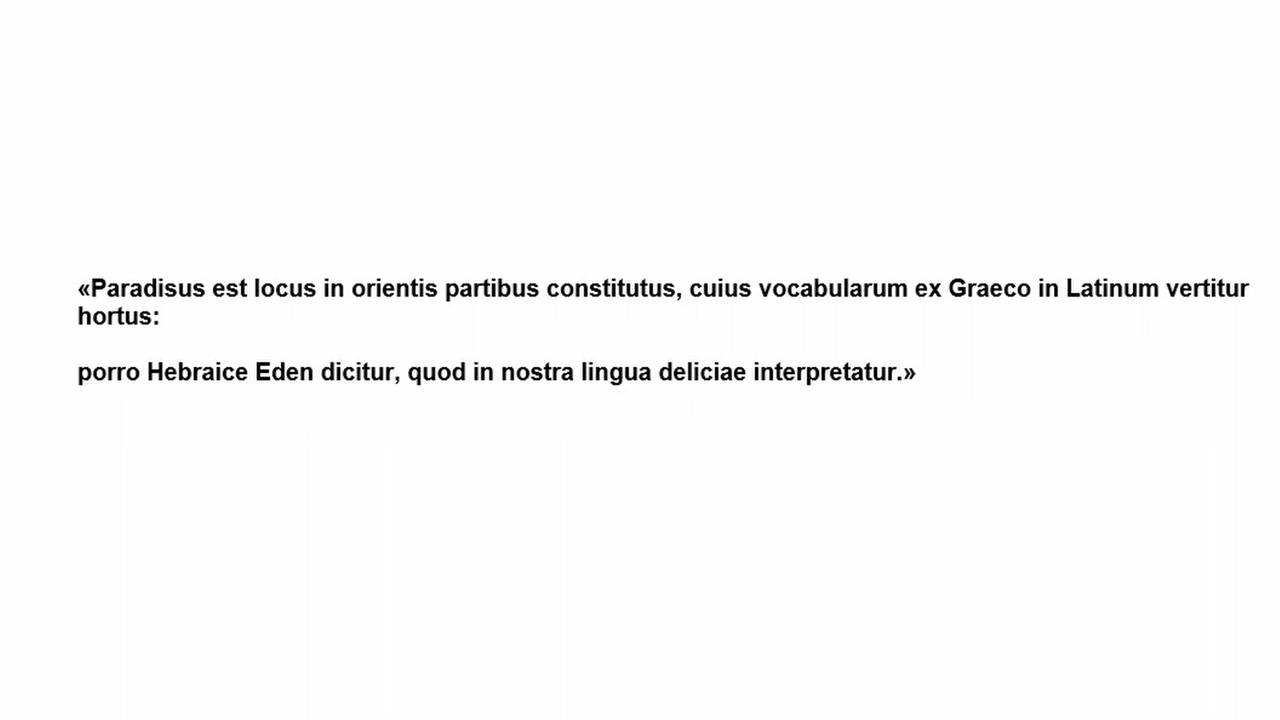 «Paradisus est locus in orientis partibus constitutus, cuius vocabularum ex Graeco in Latinum vertitur
hortus:
porro Hebraice Eden dicitur, quod in nostra lingua deliciae interpretatur.»